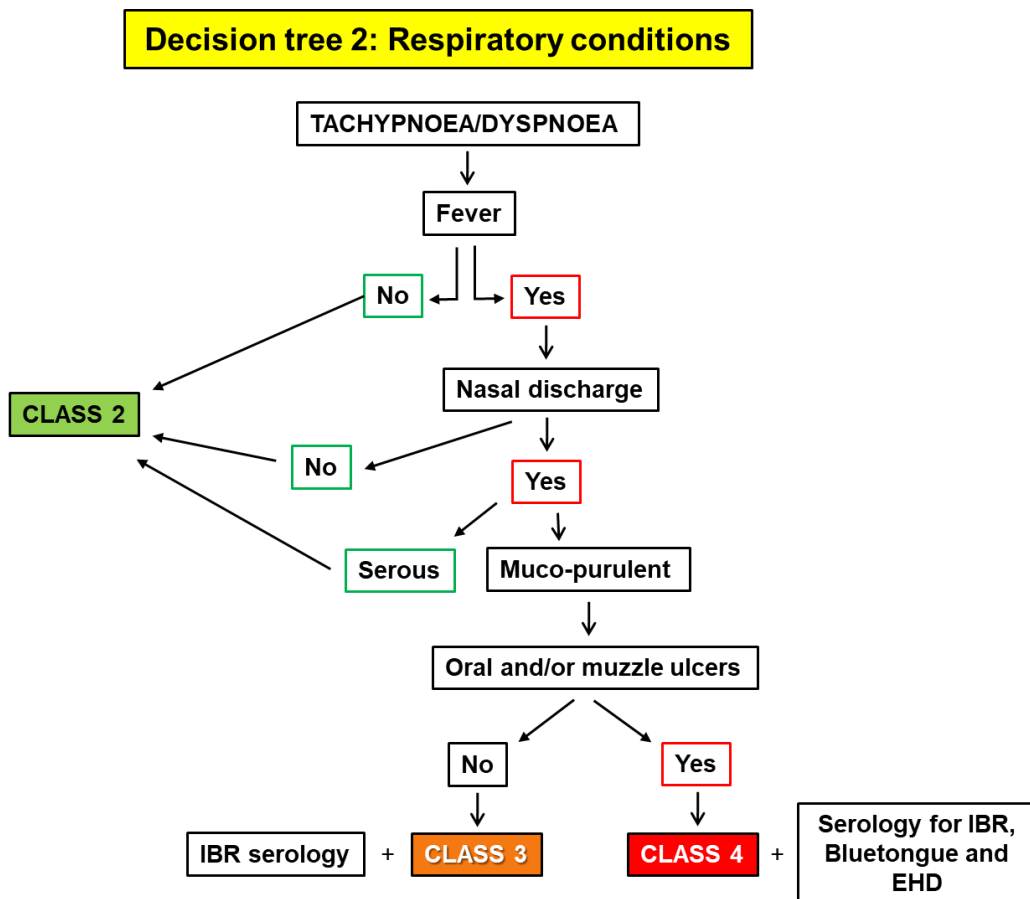 Decision tree 2: Respiratory conditions
TACHYPNOEA/DYSPNOEA
Fever
No
Yes
Nasal discharge
CLASS 2
No
Yes
Serous
Muco-purulent
Oral and/or muzzle ulcers
No
Yes
IBR serology
+
CLASS 3
CLASS 4
+
Serology for IBR,
Bluetongue and
EHD